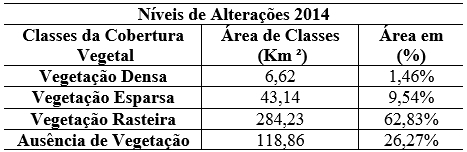 Níveis de Alterações 2014
Classes da Cobertura Vegetal Área de Classes (Km ²) Área em (%)
Vegetação Densa 6,62 1,46%
Vegetação Esparsa 43,14 9,54%
Vegetação Rasteira 284,23 62,83%
Ausência de Vegetação 118,86 26,27%